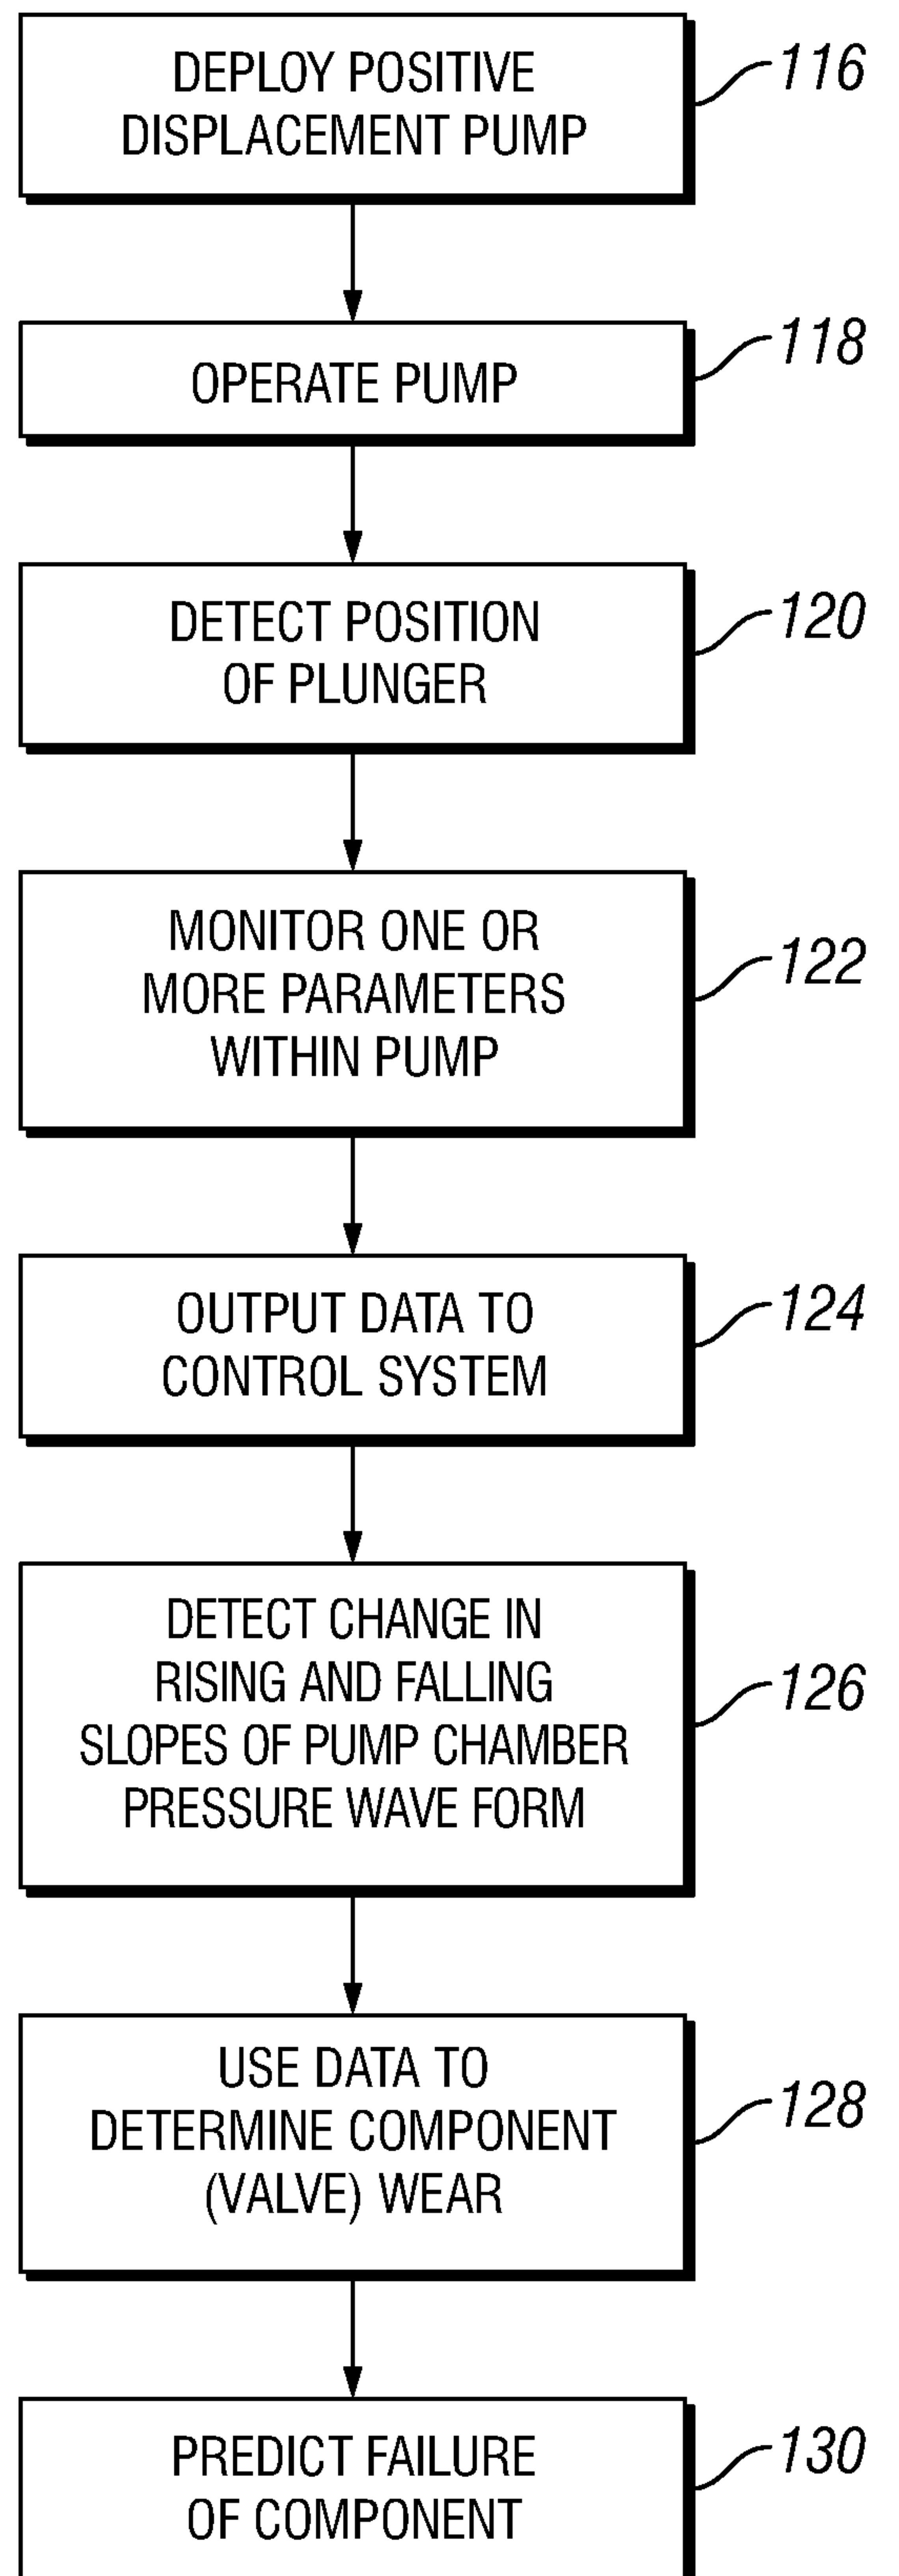 DEPLOY POSITIVE
DISPLACEMENT PUMP
116
OPERATE PUMP
118
DETECT POSITION
OF PLUNGER
120
MONITOR ONE OR
MORE PARAMETERS
WITHIN PUMP
122
OUTPUT DATA TO
CONTROL SYSTEM
124
DETECT CHANGE IN
RISING AND FALLING
SLOPES OF PUMP CHAMBER
PRESSURE WAVE FORM
126
USE DATA TO
DETERMINE COMPONENT
(VALVE) WEAR
128
PREDICT FAILURE
OF COMPONENT
130